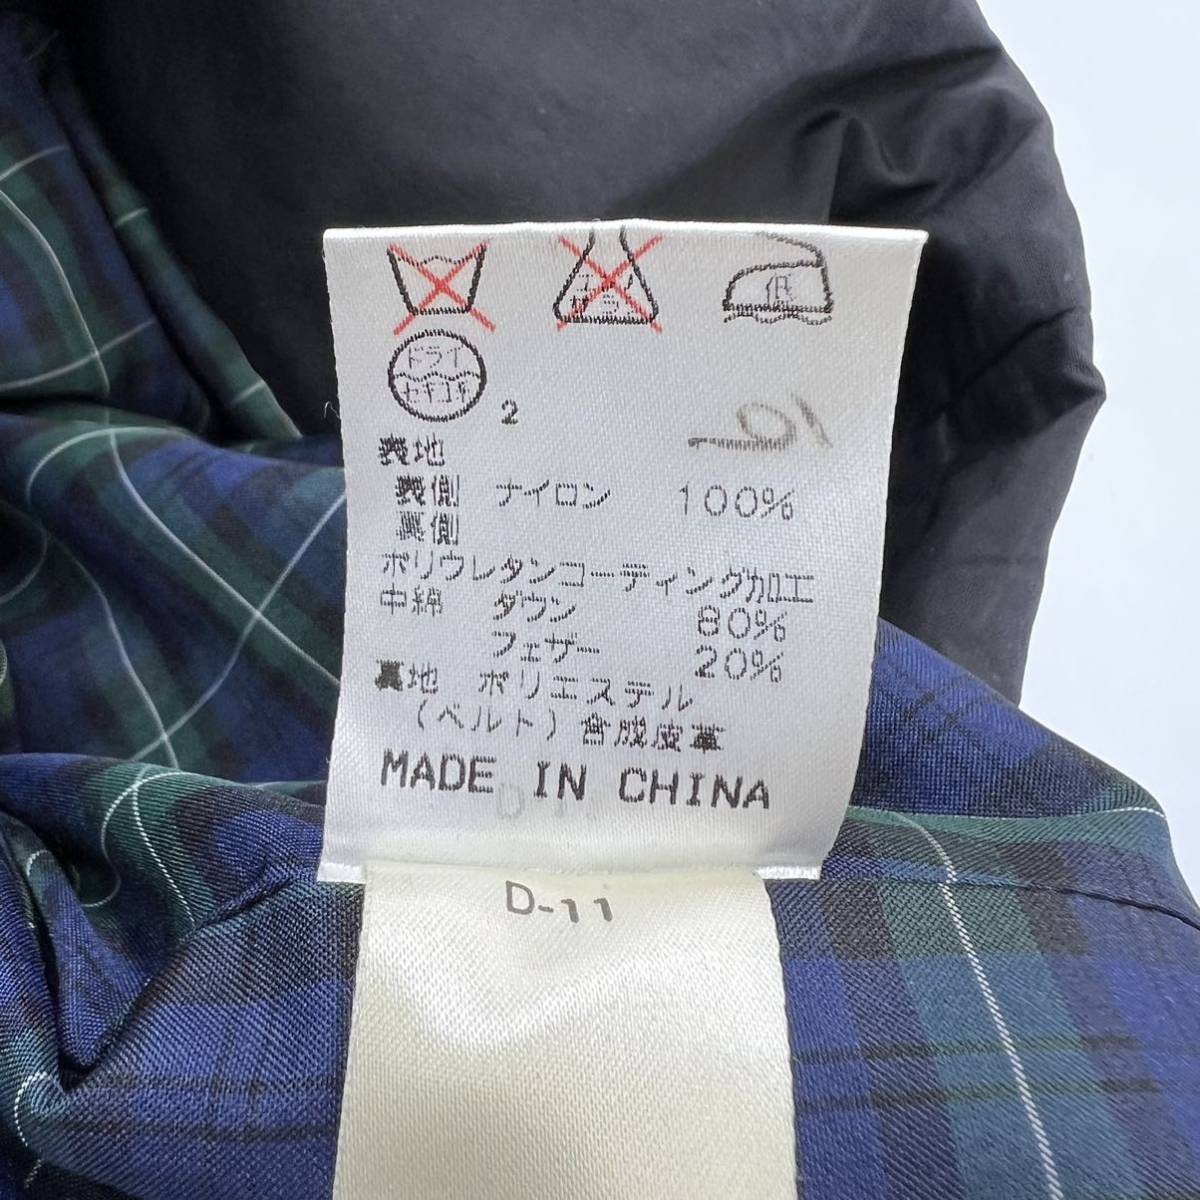 低
ドライ
セキユキ
2
表地
表側 ナイロン 100%
裏側
ポリウレタンコーティング加工
中綿 ダウン 80%
フェザー 20%
裏地 ポリエステル
(ベルト) 合成皮革
MADE IN CHINA
D-11